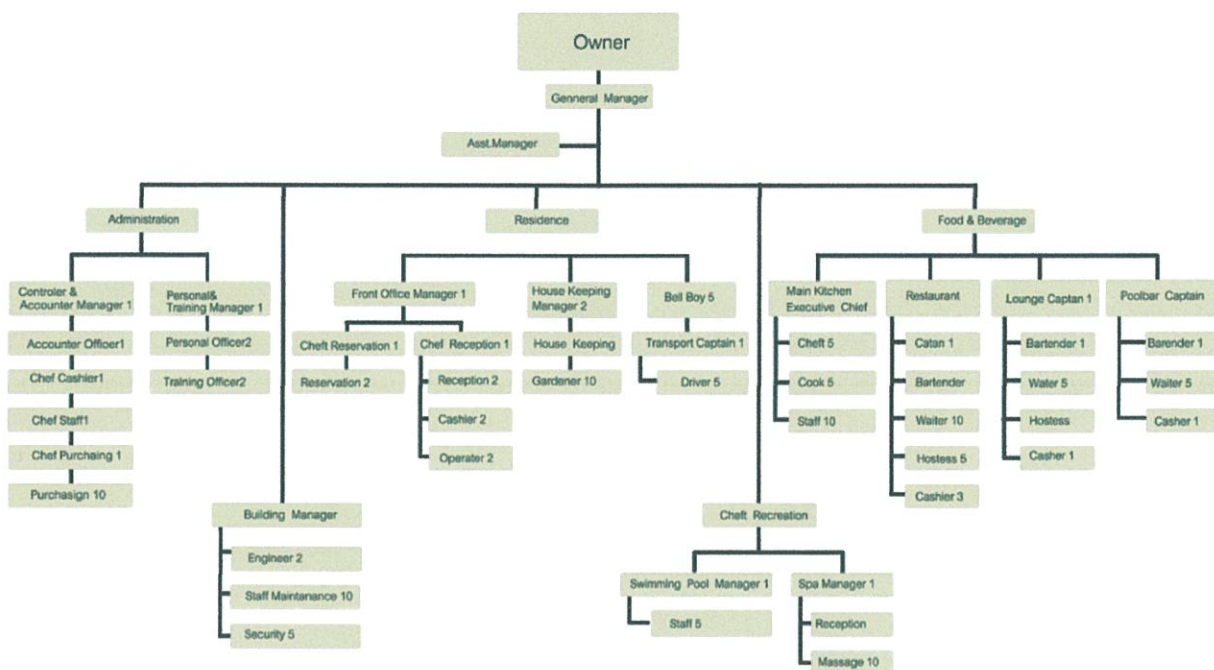 Owner
Genneral Manager
Asst.Manager
Administration
Residence
Food & Beverage
Controler &
Accounter Manager 1
Personal&
Training Manager 1
Front Office Manager 1
House Keeping
Manager 2
Bell Boy 5
Main Kitchen
Executive Chief
Restaurant
Lounge Captan 1
Poolbar Captain
Accounter Officer1
Personal Officer2
Cheft Reservation 1
Chef Reception 1
House Keeping
Transport Captain 1
Cheft 5
Catan 1
Bartender 1
Barender 1
Chef Cashier1
Training Officer2
Reservation 2
Reception 2
Gardener 10
Driver 5
Cook 5
Bartender
Water 5
Waiter 5
Chef Staff1
Cashier 2
Staff 10
Waiter 10
Hostess
Casher 1
Chef Purchaing 1
Operater 2
Hostess 5
Casher 1
Purchasign 10
Cashier 3
Building Manager
Cheft Recreation
Engineer 2
Swimming Pool Manager 1
Spa Manager 1
Staff Maintenance 10
Staff 5
Reception
Security 5
Massage 10